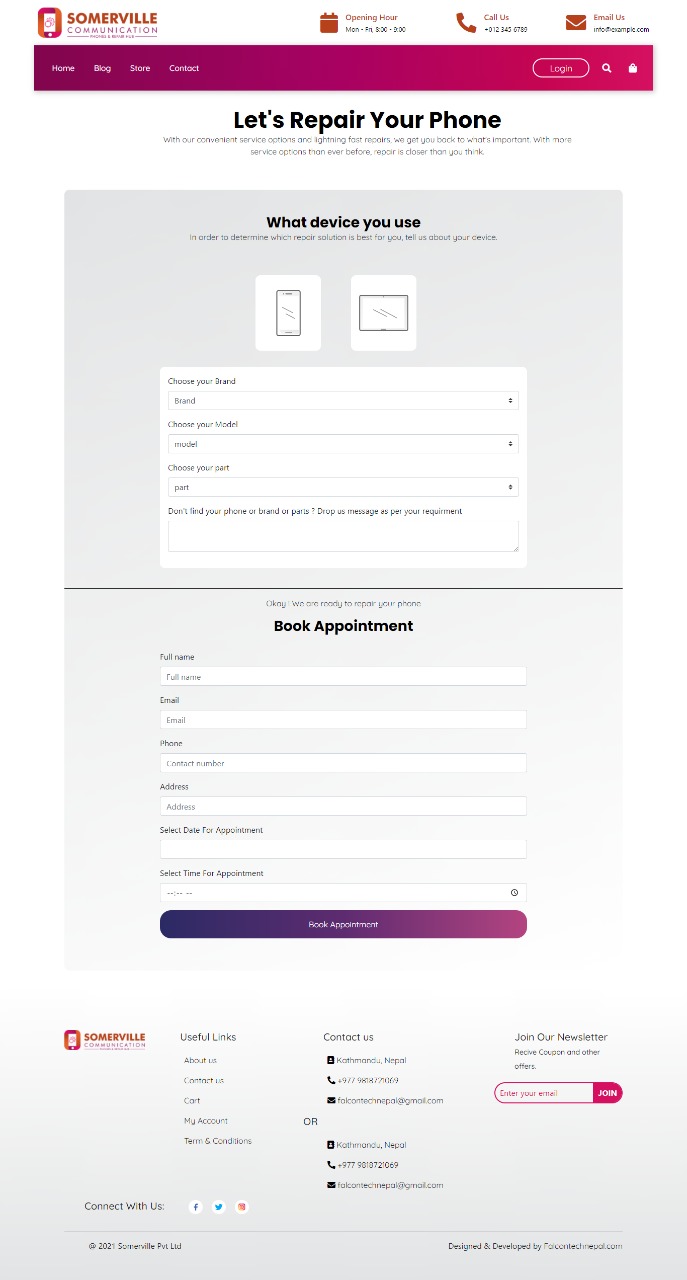 SOMERVILLE
COMMUNICATION
PHONES & REPAIR HUB
Opening Hour
Mon - Fri, 8:00 - 9:00
Call Us
+012 345 6789
Email Us
info@example.com
Home
Blog
Store
Contact
Login
Let's Repair Your Phone
With our convenient service options and lightning fast repairs, we get you back to what's important. With more
service options than ever before, repair is closer than you think.
What device you use
In order to determine which repair solution is best for you, tell us about your device.
Choose your Brand
Brand
Choose your Model
model
Choose your part
part
Don't find your phone or brand or parts ? Drop us message as per your requirment
Okay ! We are ready to repair your phone
Book Appointment
Full name
Full name
Email
Email
Phone
Contact number
Address
Address
Select Date For Appointment
Select Time For Appointment
--:-- --
Book Appointment
SOMERVILLE
COMMUNICATION
Useful Links
About us
Contact us
Cart
My Account
Term & Conditions
Contact us
Kathmandu, Nepal
+977 9818721069
falcontechnepal@gmail.com
OR
Kathmandu, Nepal
+977 9818721069
falcontechnepal@gmail.com
Join Our Newsletter
Recive Coupon and other
offers.
Enter your email
JOIN
Connect With Us:
@ 2021 Somerville Pvt Ltd
Designed & Developed by Falcontechnepal.com